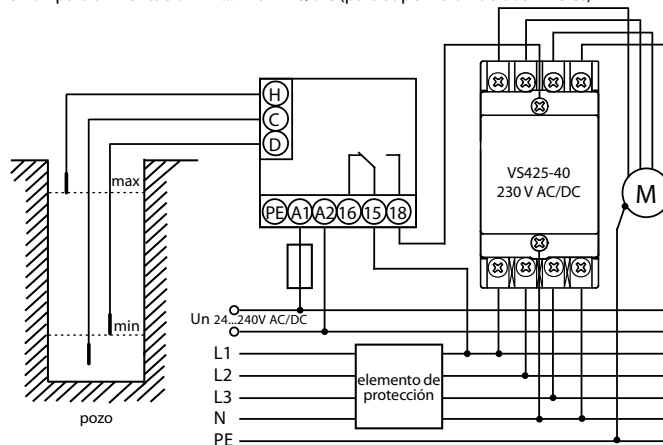 H
C
D
max
min
pozo
PE A1 A2 16 15 18
VS425-40
230 V AC/DC
M
Un 24...240V AC/DC
L1
L2
L3
N
PE
elemento de
protección